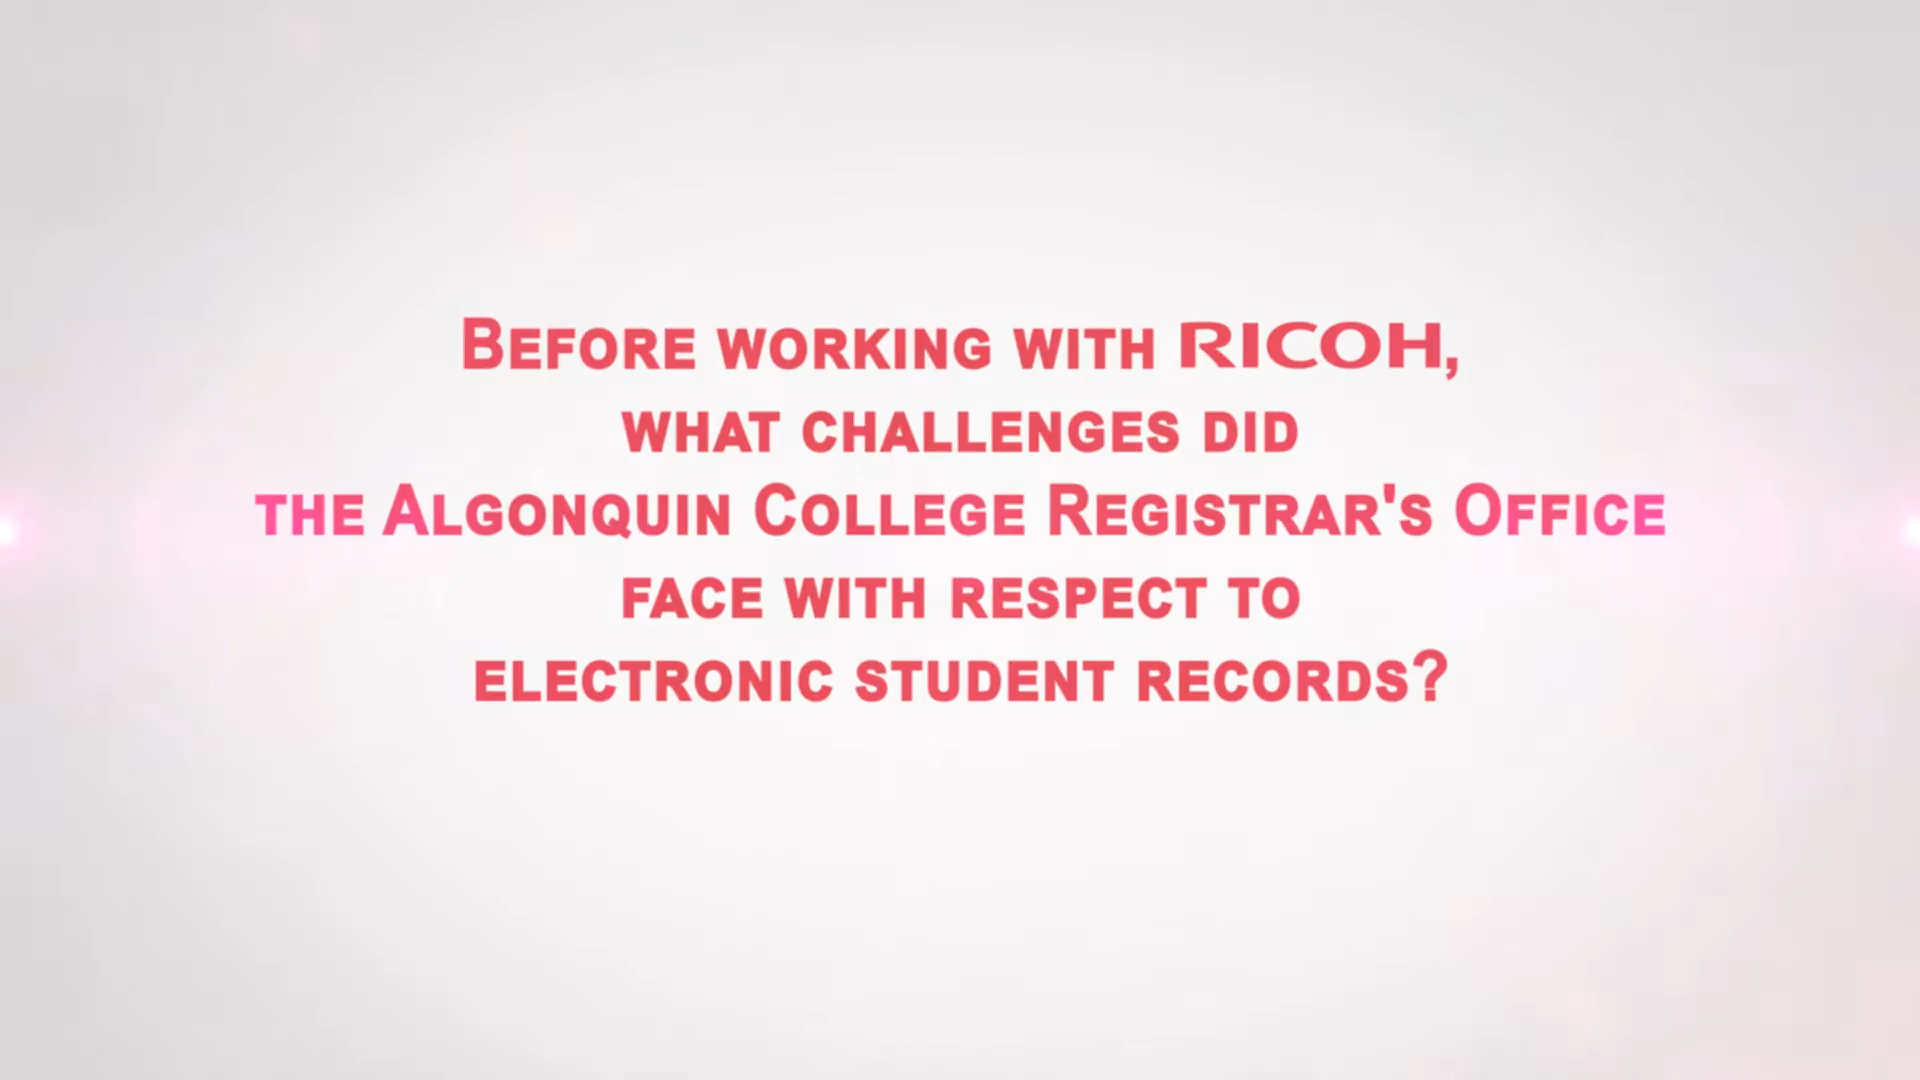 Before working with RICOH,
what challenges did
the Algonquin College Registrar's Office
face with respect to
electronic student records?